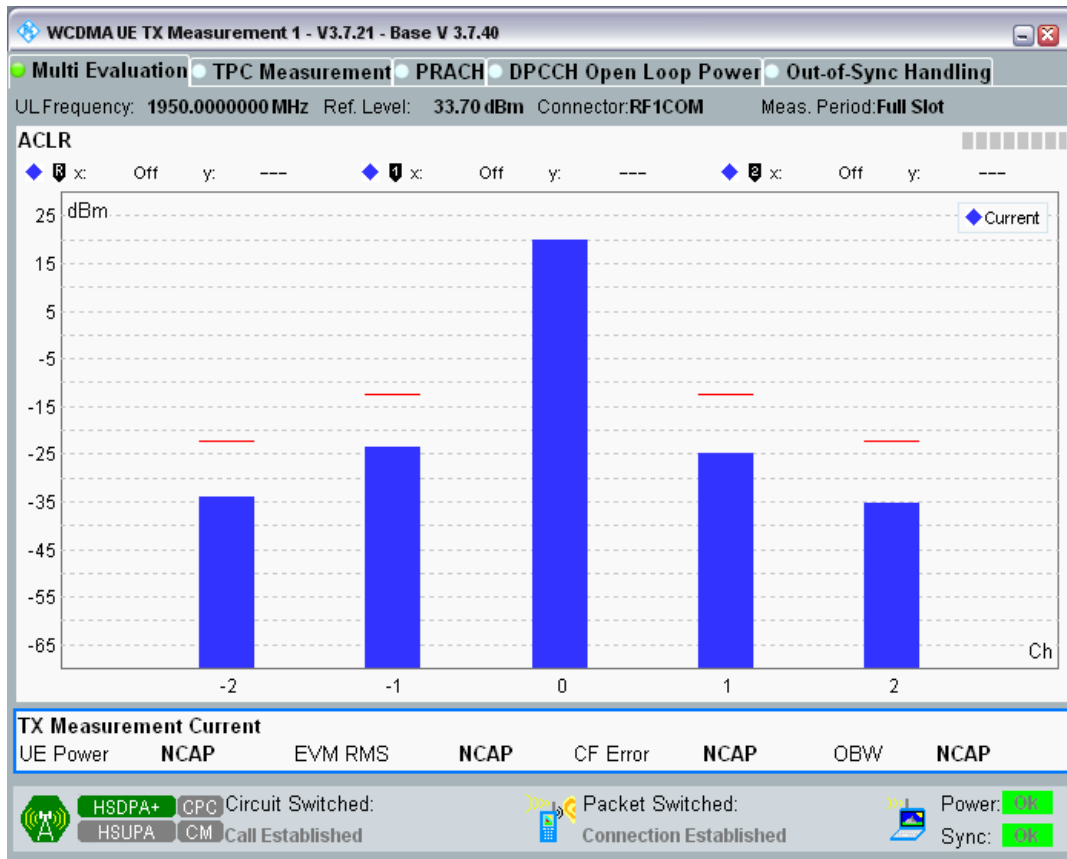 WCDMA UE TX Measurement 1 - V3.7.21 - Base V 3.7.40
Multi Evaluation TPC Measurement PRACH DPCCH Open Loop Power Out-of-Sync Handling
UL Frequency: 1950.0000000 MHz Ref. Level: 33.70 dBm Connector:RF1COM Meas. Period:Full Slot
ACLR
R x: Off y: --- 1 x: Off y: --- 2 x: Off y: ---
dBm
Current
25
15
5
-5
-15
-25
-35
-45
-55
-65
Ch
-2 -1 0 1 2
TX Measurement Current
UE Power NCAP EVM RMS NCAP CF Error NCAP OBW NCAP
HSDPA+ CPC Circuit Switched: Packet Switched: Power: Ok
HSUPA CM Call Established Connection Established Sync: Ok